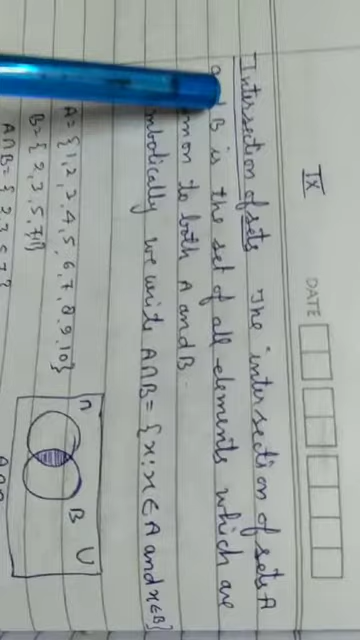 IX
DATE
Intersection of sets The intersection of sets A
B is the set of all elements which are
to both A and B.
we write A∩B = {x : x ∈ A and x ∈ B}
A = {1, 2, 3, 4, 5, 6, 7, 8, 9, 10}
B = { 2, 3, 5, 7, 11}
A∩B = { 2, 3, 5, 7 }
B
U